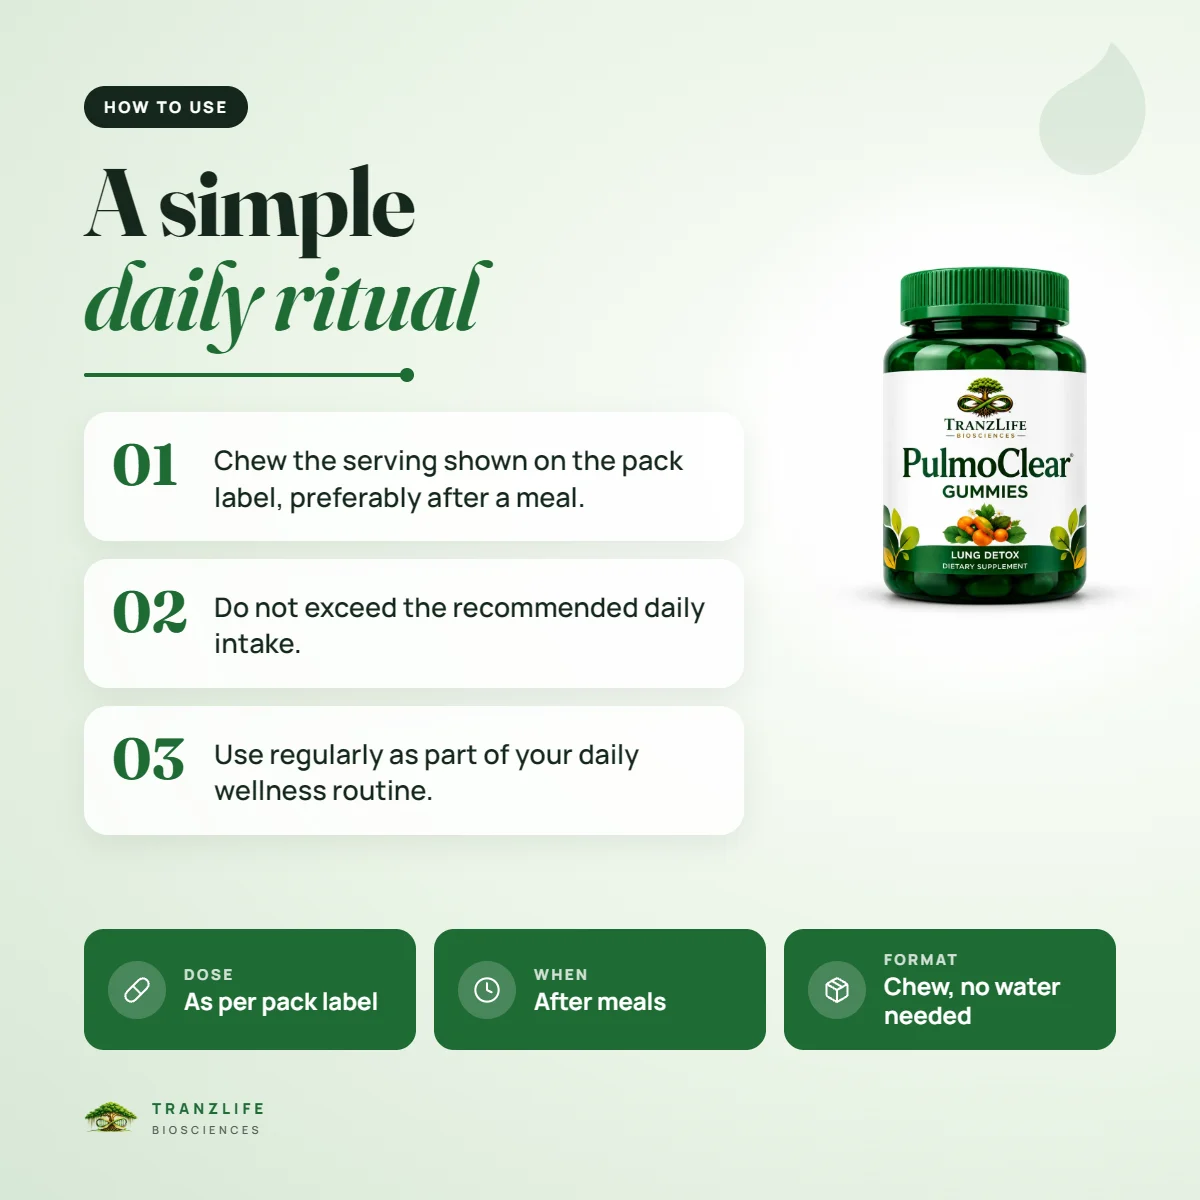 HOW TO USE
A simple
daily ritual
01
Chew the serving shown on the pack
label, preferably after a meal.
02
Do not exceed the recommended daily
intake.
03
Use regularly as part of your daily
wellness routine.
TRANZLIFE
BIOSCIENCES
PulmoClear
GUMMIES
LUNG DETOX
DIETARY SUPPLEMENT
DOSE
As per pack label
WHEN
After meals
FORMAT
Chew, no water
needed
TRANZLIFE
BIOSCIENCES